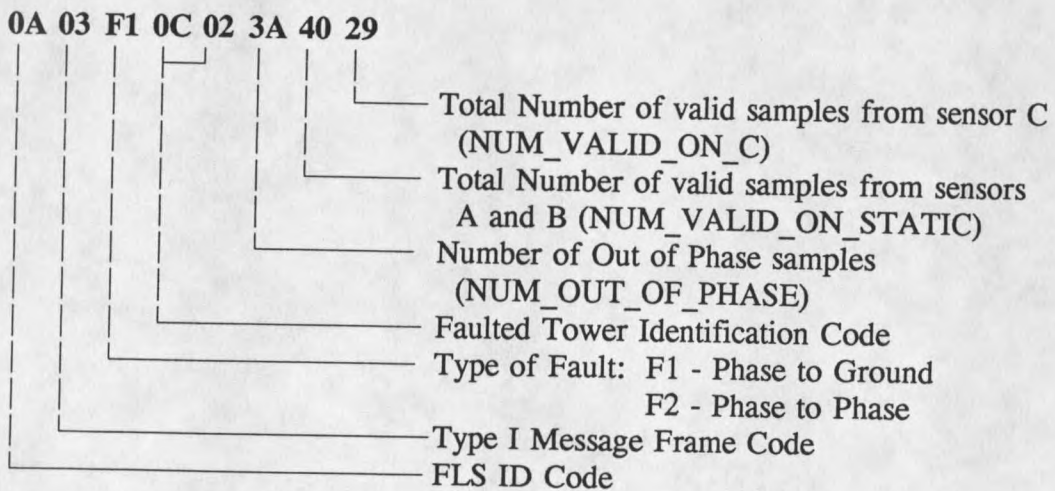 0A 03 F1 0C 02 3A 40 29
Total Number of valid samples from sensor C
(NUM_VALID_ON_C)
Total Number of valid samples from sensors
A and B (NUM_VALID_ON_STATIC)
Number of Out of Phase samples
(NUM_OUT_OF_PHASE)
Faulted Tower Identification Code
Type of Fault: F1 - Phase to Ground
F2 - Phase to Phase
Type I Message Frame Code
FLS ID Code